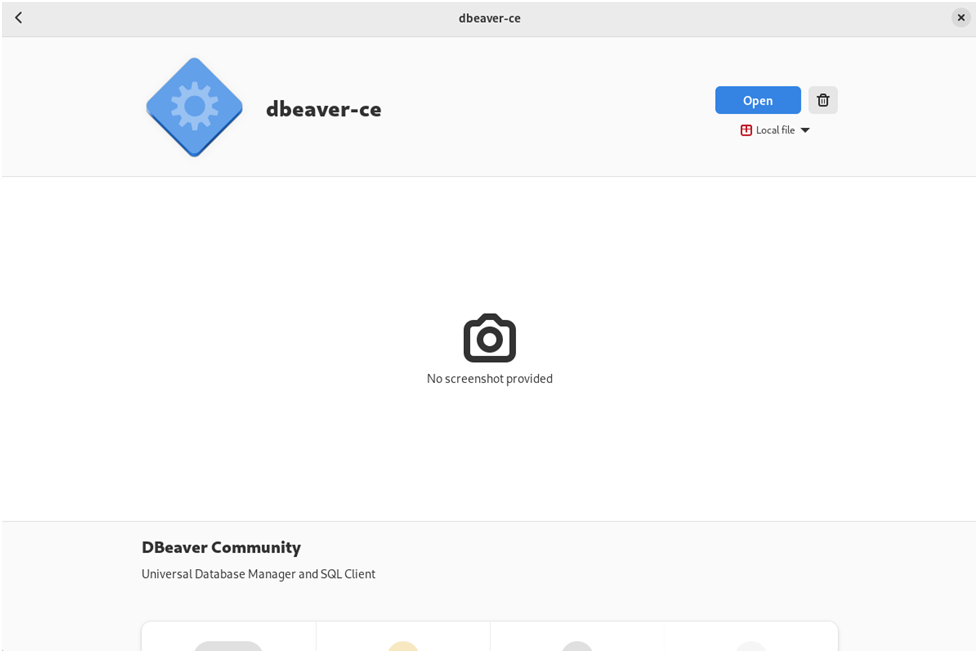 dbeaver-ce
dbeaver-ce
Open
Local file
No screenshot provided
DBeaver Community
Universal Database Manager and SQL Client